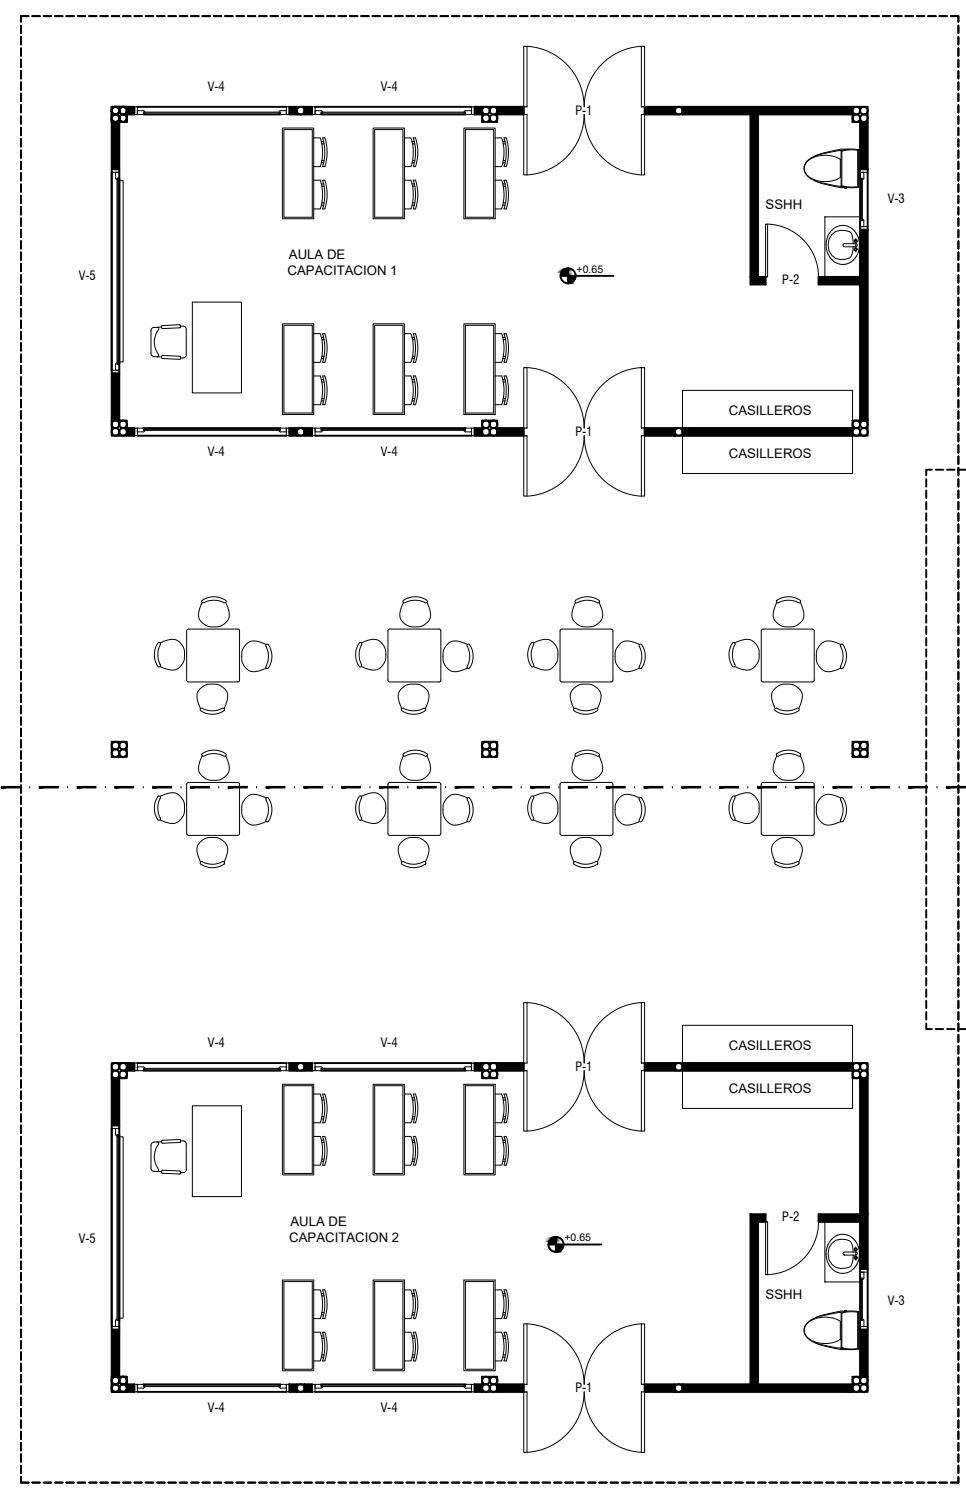 V-4
V-4
P-1
SSHH
V-3
AULA DE
CAPACITACION 1
+0.65
V-5
P-2
CASILLEROS
V-4
V-4
P-1
CASILLEROS
V-4
V-4
P-1
CASILLEROS
CASILLEROS
AULA DE
CAPACITACION 2
P-2
V-5
+0.65
SSHH
V-3
V-4
V-4
P-1